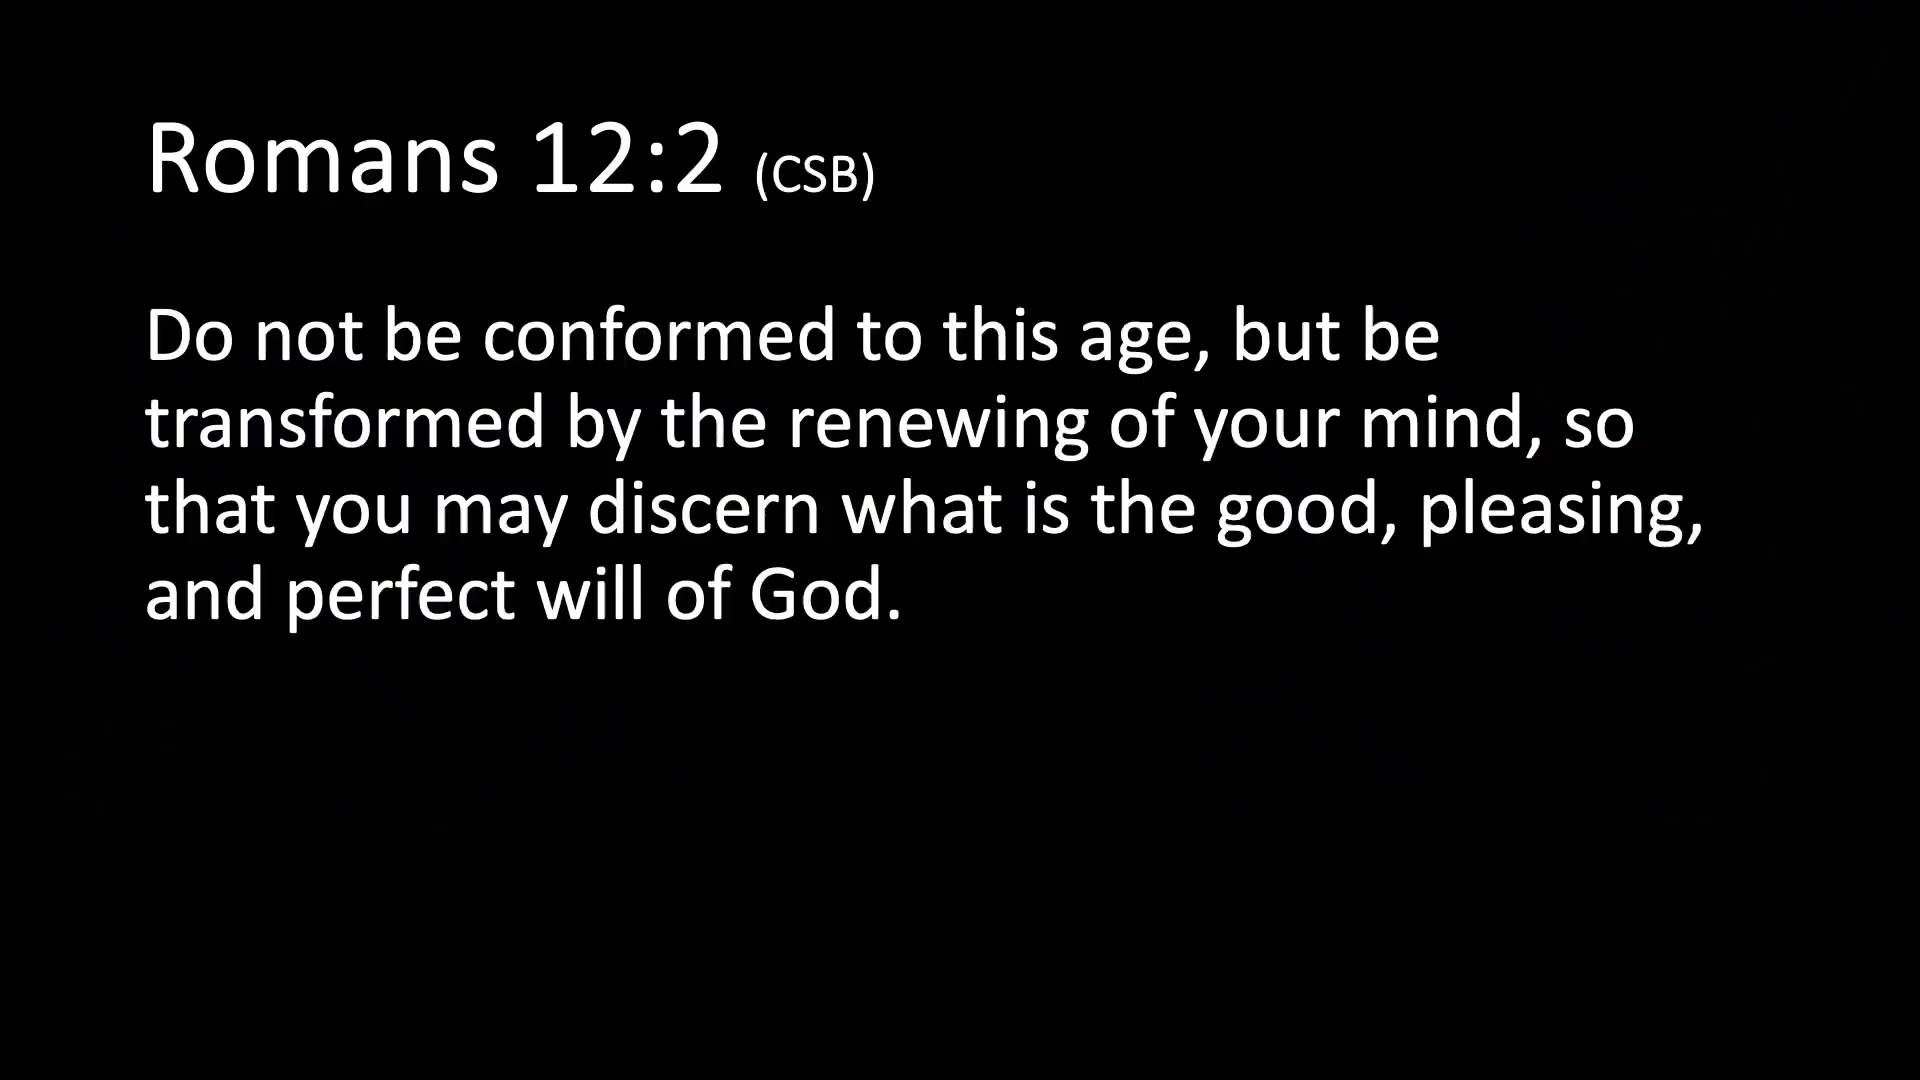 Romans 12:2 (CSB)
Do not be conformed to this age, but be
transformed by the renewing of your mind, so
that you may discern what is the good, pleasing,
and perfect will of God.